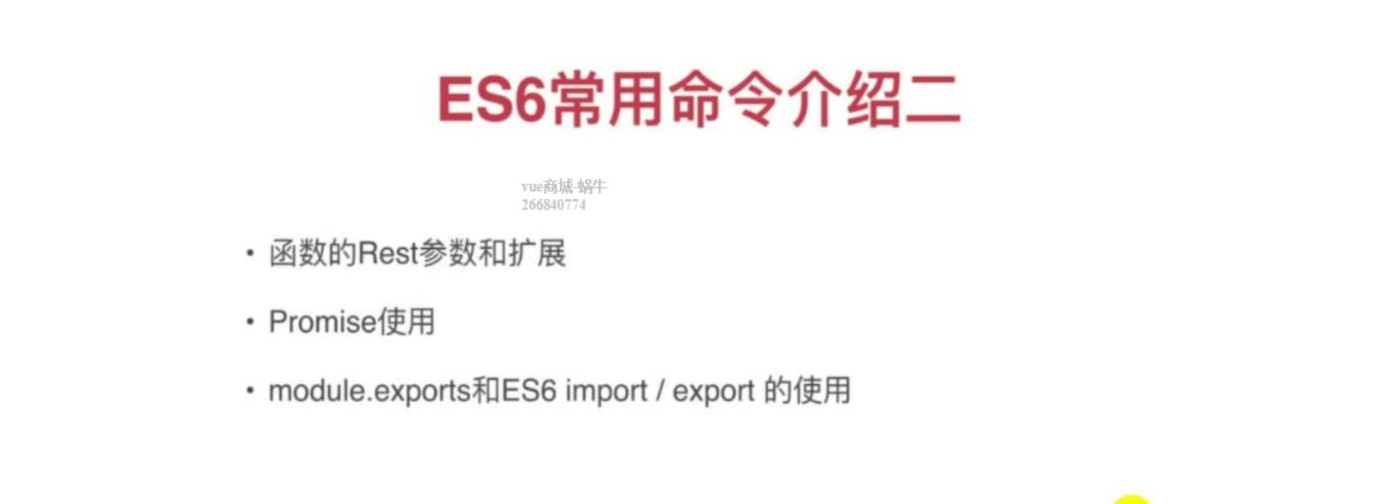 ES6常用命令介绍二
vue商城-蜗牛
266840774
• 函数的Rest参数和扩展
• Promise使用
• module.exports和ES6 import / export 的使用